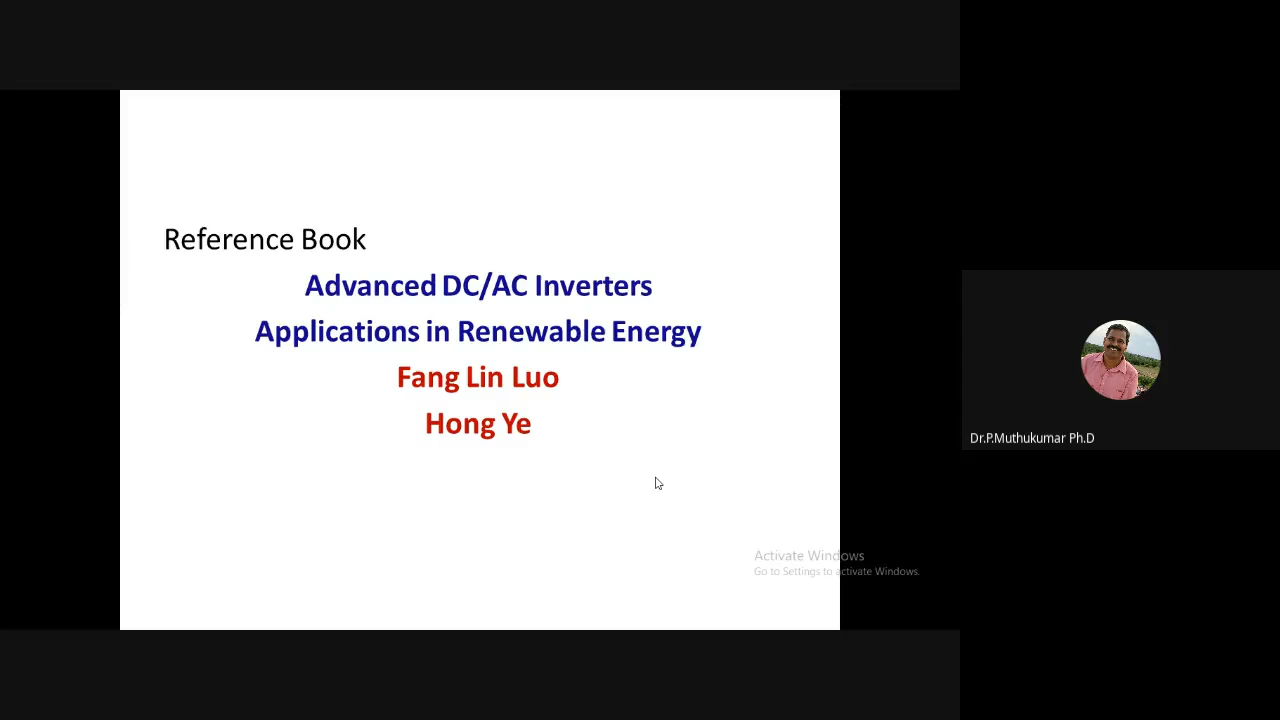 Reference Book
Advanced DC/AC Inverters
Applications in Renewable Energy
Fang Lin Luo
Hong Ye
Dr.P.Muthukumar Ph.D
Activate Windows
Go to Settings to activate Windows.